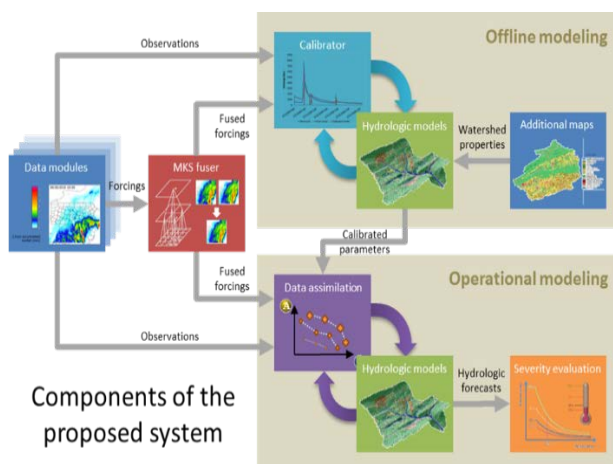 Observations
Calibrator
Offline modeling
Fused
forcings
Hydrologic models
Watershed
properties
Additional maps
Data modules
Forcings
MKS fuser
Calibrated
parameters
Fused
forcings
Data assimilation
Operational modeling
Observations
Hydrologic models
Hydrologic
forecasts
Severity evaluation
Components of the
proposed system